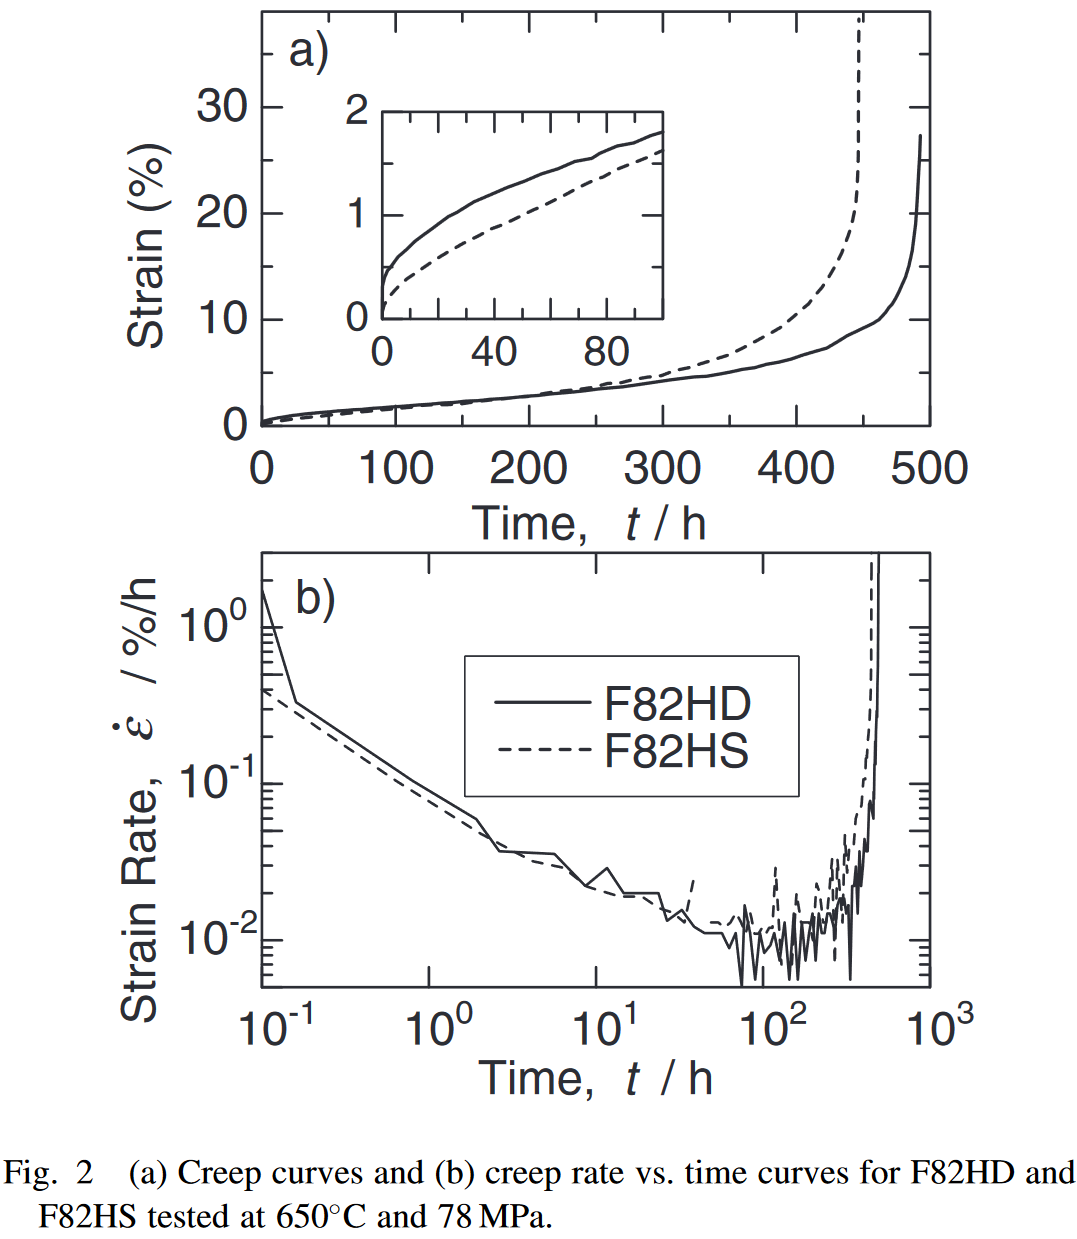 a)
30
20
10
0
Strain (%)
2
1
0
0 40 80
0 100 200 300 400 500
Time, t / h
b)
10⁰
10⁻¹
10⁻²
Strain Rate, ε̇ / %/h
F82HD
F82HS
10⁻¹ 10⁰ 10¹ 10² 10³
Time, t / h
Fig. 2 (a) Creep curves and (b) creep rate vs. time curves for F82HD and
F82HS tested at 650°C and 78 MPa.